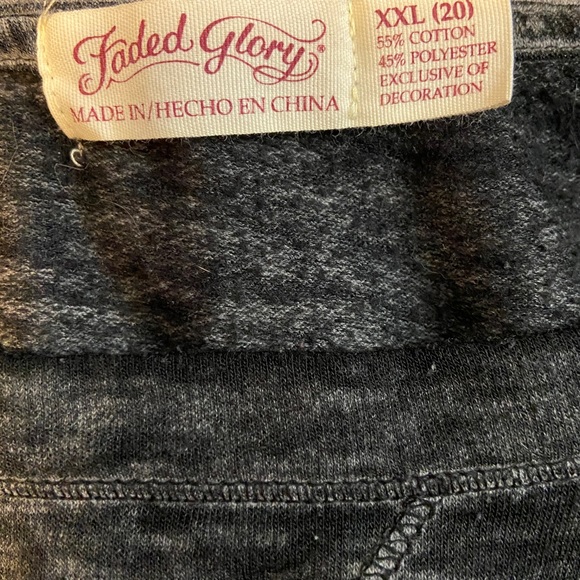 Faded Glory®
MADE IN/HECHO EN CHINA
XXL (20)
55% COTTON
45% POLYESTER
EXCLUSIVE OF
DECORATION